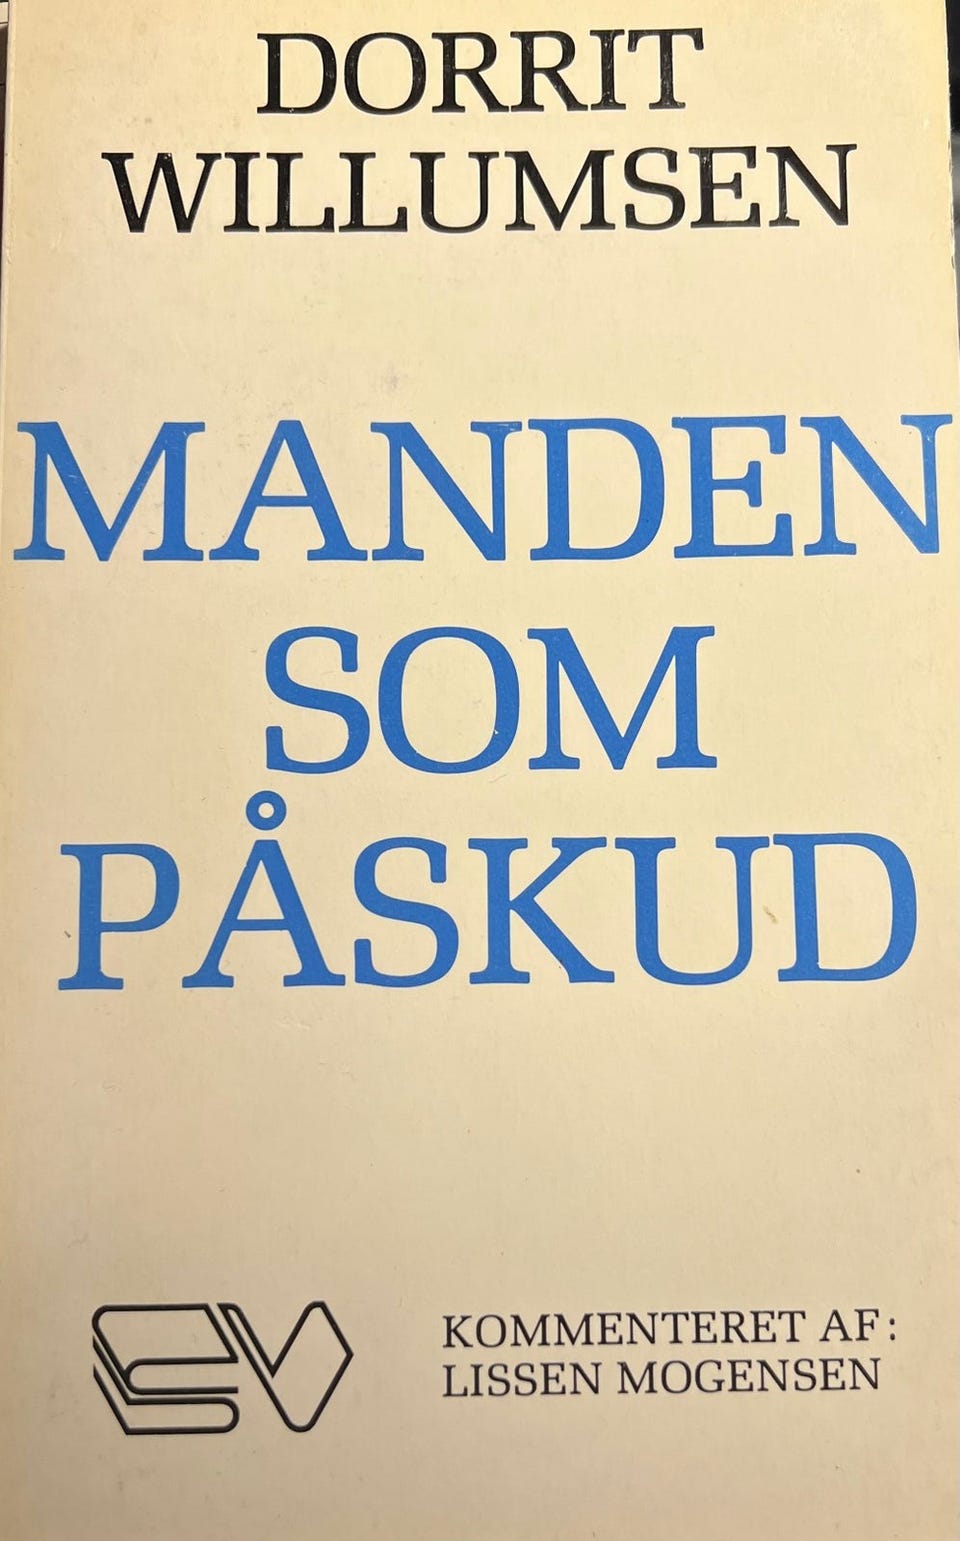 DORRIT
WILLUMSEN
MANDEN
SOM
PÅSKUD
KOMMENTERET AF:
LISSEN MOGENSEN